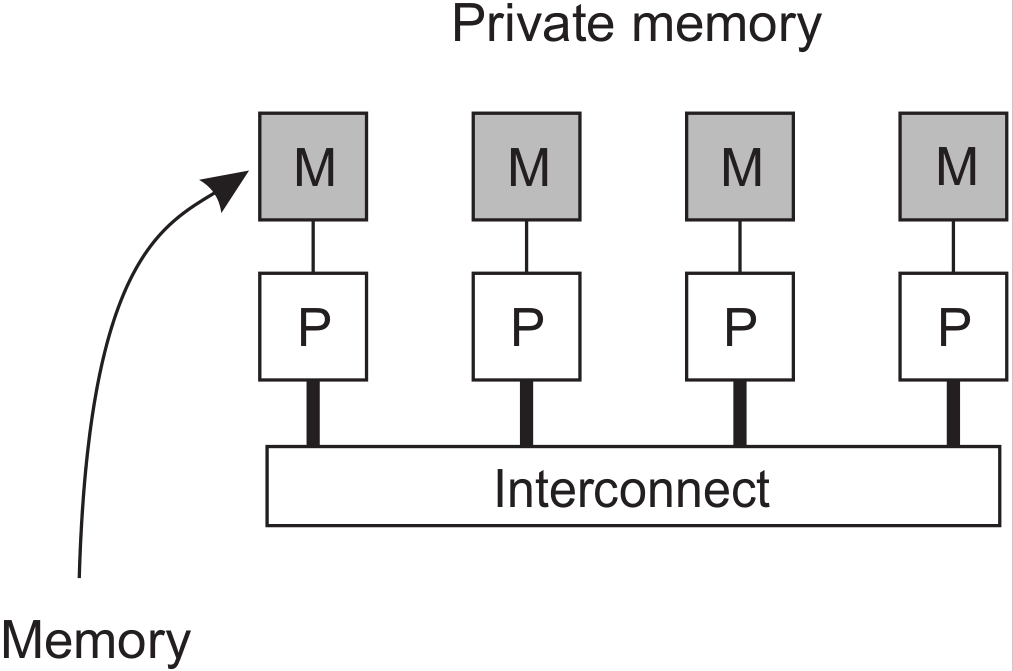 Private memory
M M M M
P P P P
Interconnect
Memory